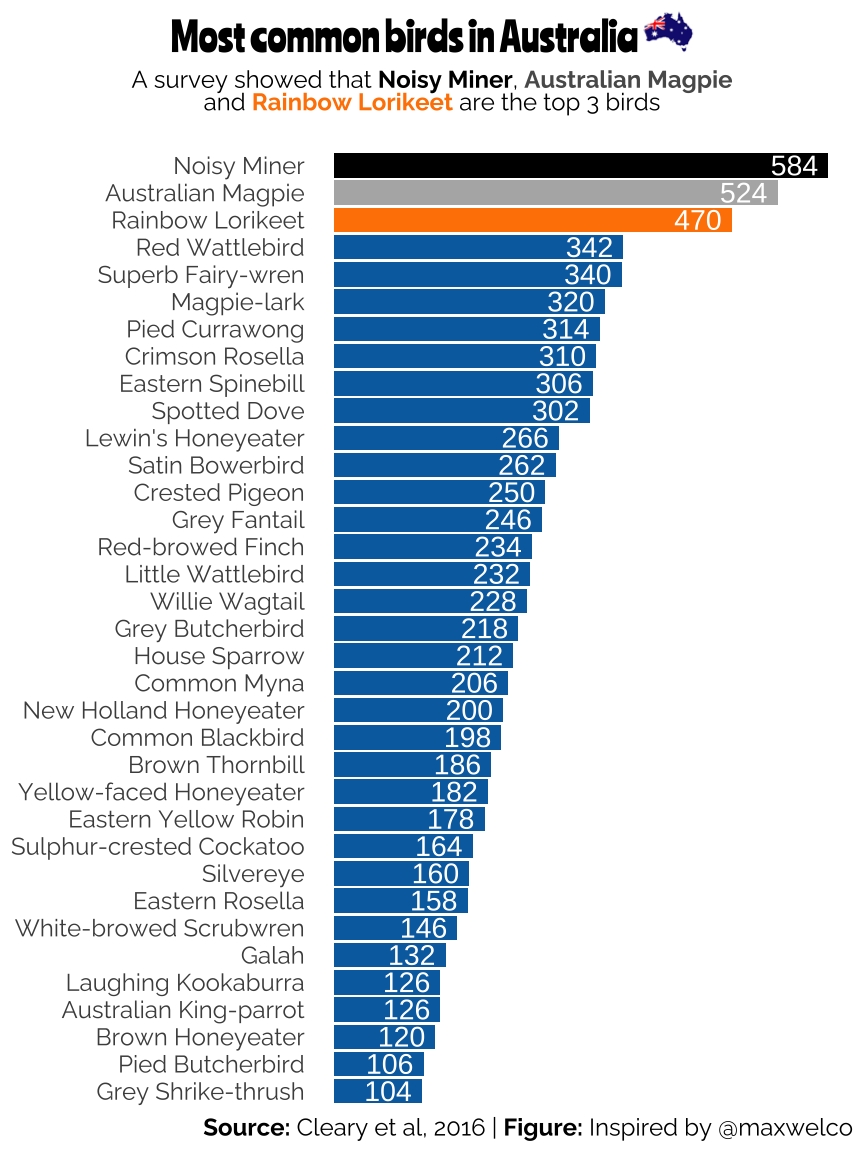 Most common birds in Australia
A survey showed that Noisy Miner, Australian Magpie
and Rainbow Lorikeet are the top 3 birds
Noisy Miner 584
Australian Magpie 524
Rainbow Lorikeet 470
Red Wattlebird 342
Superb Fairy-wren 340
Magpie-lark 320
Pied Currawong 314
Crimson Rosella 310
Eastern Spinebill 306
Spotted Dove 302
Lewin's Honeyeater 266
Satin Bowerbird 262
Crested Pigeon 250
Grey Fantail 246
Red-browed Finch 234
Little Wattlebird 232
Willie Wagtail 228
Grey Butcherbird 218
House Sparrow 212
Common Myna 206
New Holland Honeyeater 200
Common Blackbird 198
Brown Thornbill 186
Yellow-faced Honeyeater 182
Eastern Yellow Robin 178
Sulphur-crested Cockatoo 164
Silvereye 160
Eastern Rosella 158
White-browed Scrubwren 146
Galah 132
Laughing Kookaburra 126
Australian King-parrot 126
Brown Honeyeater 120
Pied Butcherbird 106
Grey Shrike-thrush 104
Source: Cleary et al, 2016 | Figure: Inspired by @maxwelco